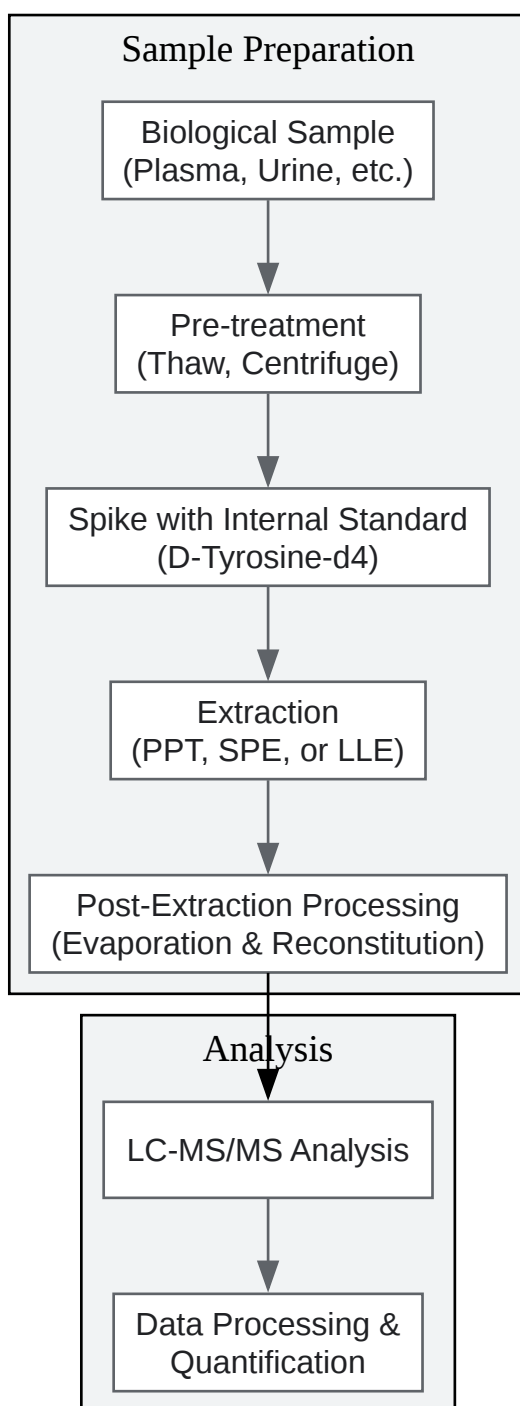 Sample Preparation
Biological Sample
(Plasma, Urine, etc.)
Pre-treatment
(Thaw, Centrifuge)
Spike with Internal Standard
(D-Tyrosine-d4)
Extraction
(PPT, SPE, or LLE)
Post-Extraction Processing
(Evaporation & Reconstitution)
Analysis
LC-MS/MS Analysis
Data Processing &
Quantification